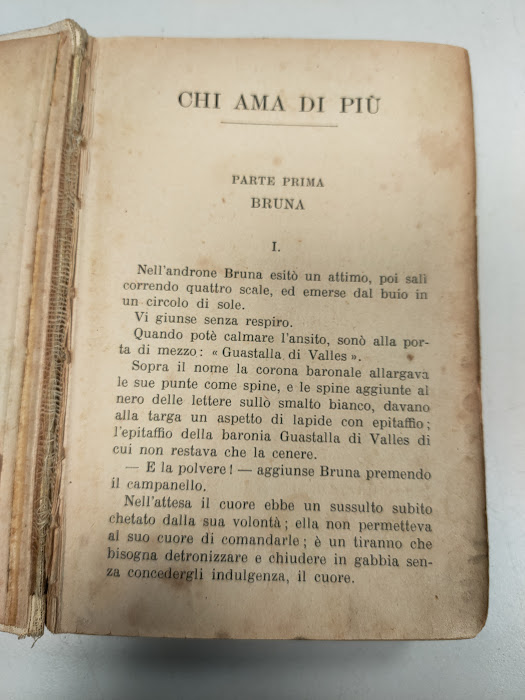 CHI AMA DI PIÙ
PARTE PRIMA
BRUNA
I.
Nell'androne Bruna esitò un attimo, poi salì
correndo quattro scale, ed emerse dal buio in
un circolo di sole.
Vi giunse senza respiro.
Quando potè calmare l'ansito, sonò alla por-
ta di mezzo: « Guastalla di Valles ».
Sopra il nome la corona baronale allargava
le sue punte come spine, e le spine aggiunte al
nero delle lettere sullo smalto bianco, davano
alla targa un aspetto di lapide con epitaffio;
l'epitaffio della baronia Guastalla di Valles di
cui non restava che la cenere.
— E la polvere! — aggiunse Bruna premendo
il campanello.
Nell'attesa il cuore ebbe un sussulto subito
chetato dalla sua volontà; ella non permetteva
al suo cuore di comandarle; è un tiranno che
bisogna detronizzare e chiudere in gabbia sen-
za concedergli indulgenza, il cuore.